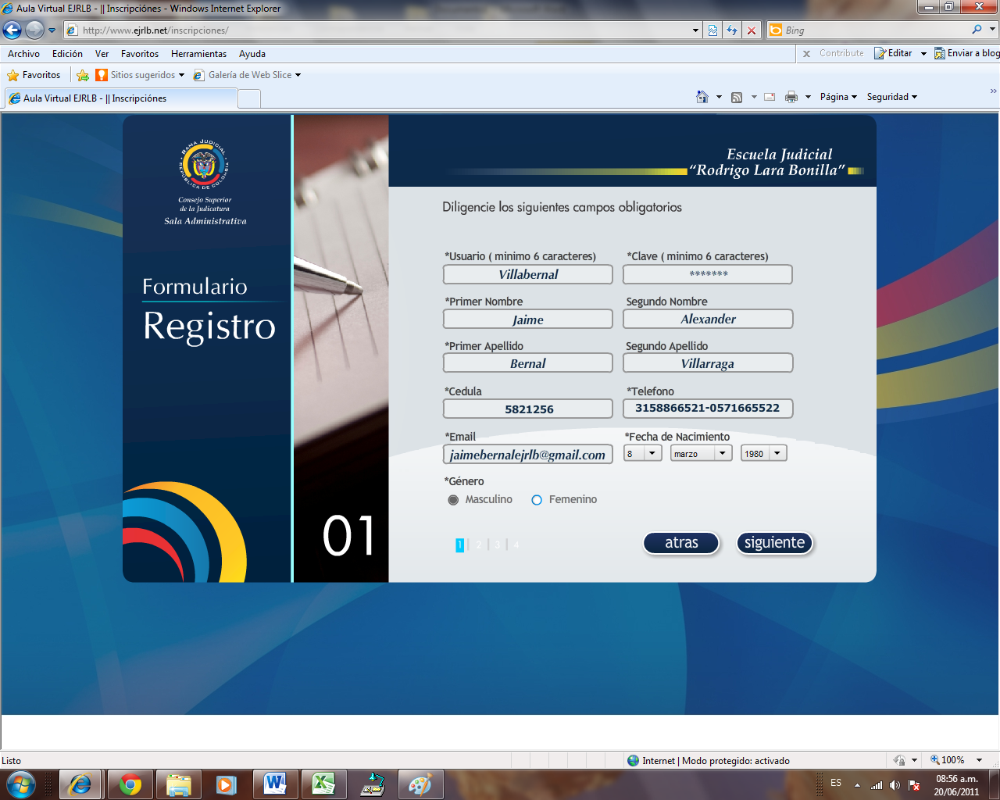 Aula Virtual EJRLB - || Inscripciónes - Windows Internet Explorer
http://www.ejrlb.net/inscripciones/
Bing
Archivo Edición Ver Favoritos Herramientas Ayuda
x Contribute Editar Enviar a blog
Favoritos Sitios sugeridos Galería de Web Slice
Aula Virtual EJRLB - || Inscripciónes
Página Seguridad »
RAMA JUDICIAL
REPUBLICA DE COLOMBIA
Consejo Superior
de la Judicatura
Sala Administrativa
Formulario
Registro
01
Escuela Judicial
“Rodrigo Lara Bonilla”
Diligencie los siguientes campos obligatorios
*Usuario ( minimo 6 caracteres) *Clave ( minimo 6 caracteres)
Villabernal *******
*Primer Nombre Segundo Nombre
Jaime Alexander
*Primer Apellido Segundo Apellido
Bernal Villarraga
*Cedula *Telefono
5821256 3158866521-0571665522
*Email *Fecha de Nacimiento
jaimebernalejrlb@gmail.com 8 marzo 1980
*Género
Masculino Femenino
1 | 2 | 3 | 4 atras siguiente
Listo Internet | Modo protegido: activado 100%
ES 08:56 a.m.
20/06/2011